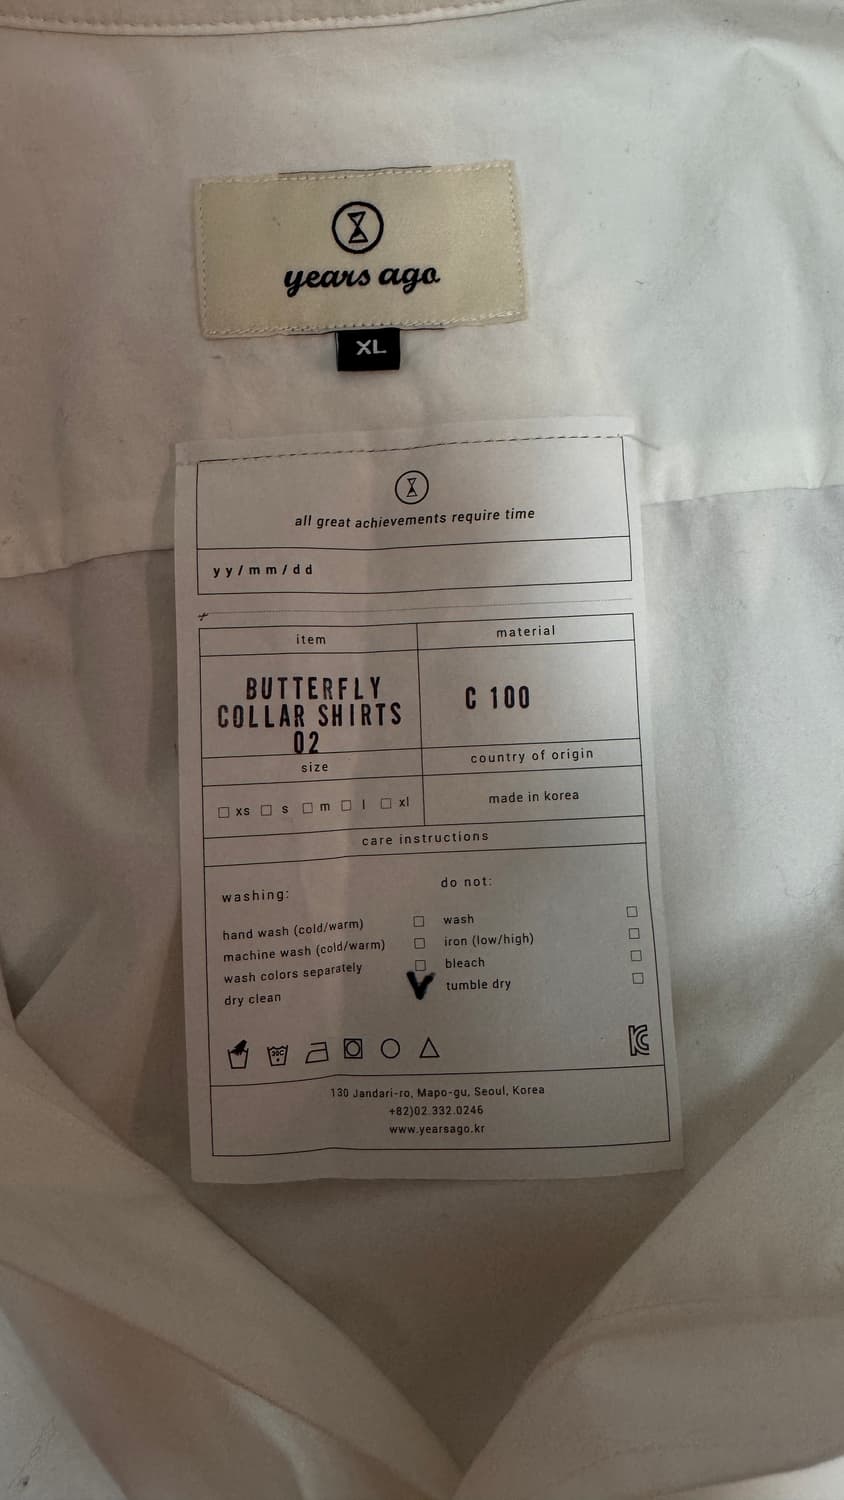 years ago
XL
all great achievements require time
yy/mm/dd
item
material
BUTTERFLY
COLLAR SHIRTS
02
C 100
size
country of origin
xs s m l xl
made in korea
care instructions
washing:
do not:
hand wash (cold/warm)
wash
machine wash (cold/warm)
iron (low/high)
wash colors separately
bleach
dry clean
tumble dry
30C
130 Jandari-ro, Mapo-gu, Seoul, Korea
+82)02.332.0246
www.yearsago.kr